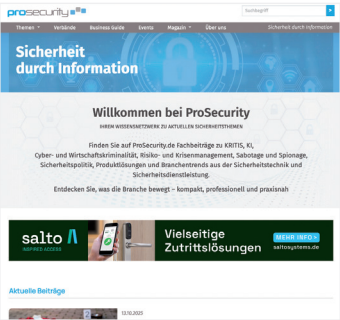 prosecurity
Suchbegriff
Themen Verbände Business Guide Events Magazin Über uns Sicherheit durch Information
Sicherheit
durch Information
Willkommen bei ProSecurity
IHREM WISSENSNETZWERK ZU AKTUELLEN SICHERHEITSTHEMEN
Finden Sie auf ProSecurity.de Fachbeiträge zu KRITIS, KI,
Cyber- und Wirtschaftskriminalität, Risiko- und Krisenmanagement, Sabotage und Spionage,
Sicherheitspolitik, Produktlösungen und Branchentrends aus der Sicherheitstechnik und
Sicherheitsdienstleistung.
Entdecken Sie, was die Branche bewegt – kompakt, professionell und praxisnah
salto
INSPIRED ACCESS
Vielseitige
Zutrittslösungen
MEHR INFO
saltosystems.de
Aktuelle Beiträge
13.10.2025